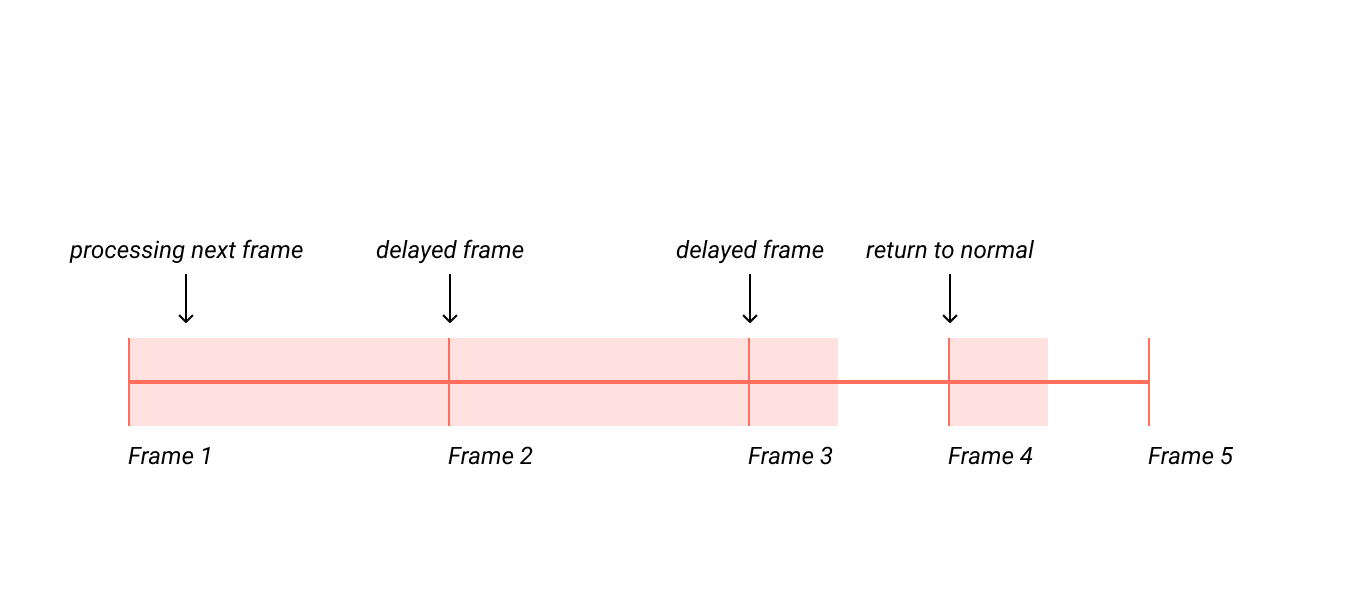 processing next frame
delayed frame
delayed frame
return to normal
Frame 1
Frame 2
Frame 3
Frame 4
Frame 5